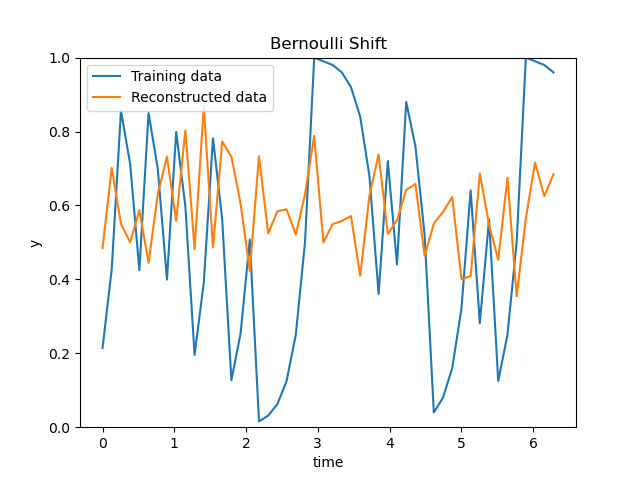 Bernoulli Shift
Training data
Reconstructed data
1.0
0.8
0.6
0.4
0.2
0.0
y
0 1 2 3 4 5 6
time